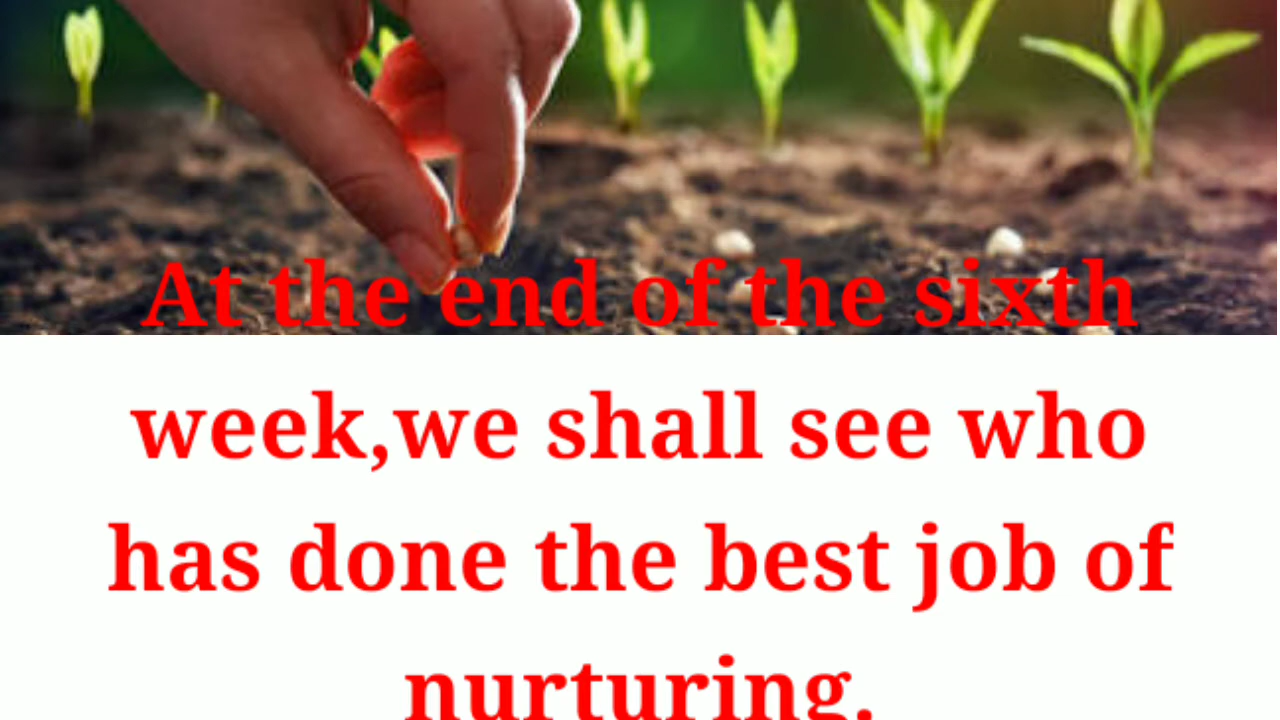 At the end of the sixth
week,we shall see who
has done the best job of
nurturing.